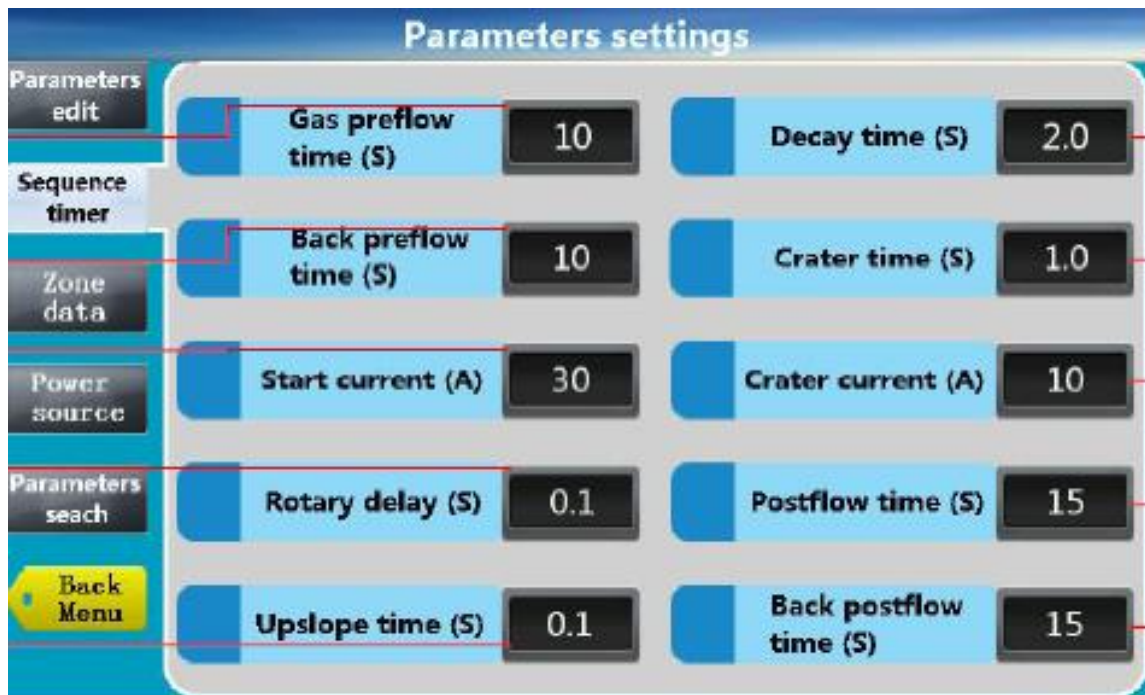 Parameters settings
Parameters
edit
Sequence
timer
Zone
data
Power
source
Parameters
seach
Back
Menu
Gas preflow
time (S)
10
Back preflow
time (S)
10
Start current (A)
30
Rotary delay (S)
0.1
Upslope time (S)
0.1
Decay time (S)
2.0
Crater time (S)
1.0
Crater current (A)
10
Postflow time (S)
15
Back postflow
time (S)
15